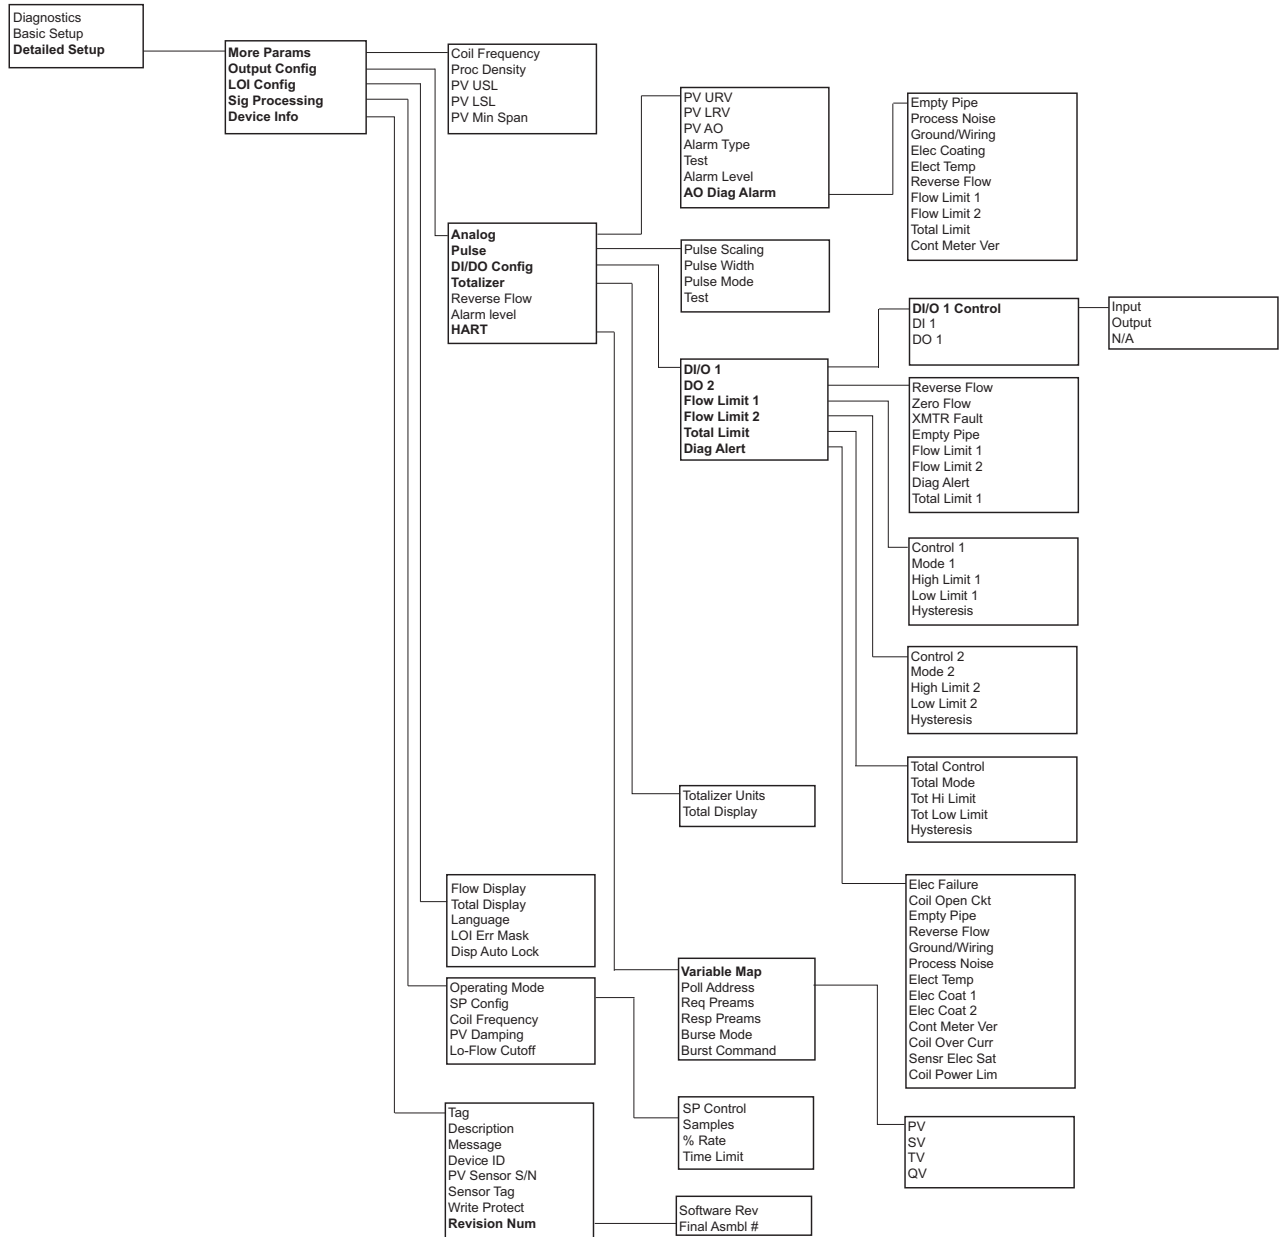 Diagnostics
Basic Setup
Detailed Setup
More Params
Output Config
LOI Config
Sig Processing
Device Info
Coil Frequency
Proc Density
PV USL
PV LSL
PV Min Span
Analog
Pulse
DI/DO Config
Totalizer
Reverse Flow
Alarm level
HART
PV URV
PV LRV
PV AO
Alarm Type
Test
Alarm Level
AO Diag Alarm
Empty Pipe
Process Noise
Ground/Wiring
Elec Coating
Elect Temp
Reverse Flow
Flow Limit 1
Flow Limit 2
Total Limit
Cont Meter Ver
Pulse Scaling
Pulse Width
Pulse Mode
Test
DI/O 1
DO 2
Flow Limit 1
Flow Limit 2
Total Limit
Diag Alert
DI/O 1 Control
DI 1
DO 1
Input
Output
N/A
Reverse Flow
Zero Flow
XMTR Fault
Empty Pipe
Flow Limit 1
Flow Limit 2
Diag Alert
Total Limit 1
Control 1
Mode 1
High Limit 1
Low Limit 1
Hysteresis
Control 2
Mode 2
High Limit 2
Low Limit 2
Hysteresis
Total Control
Total Mode
Tot Hi Limit
Tot Low Limit
Hysteresis
Totalizer Units
Total Display
Elec Failure
Coil Open Ckt
Empty Pipe
Reverse Flow
Ground/Wiring
Process Noise
Elect Temp
Elec Coat 1
Elec Coat 2
Cont Meter Ver
Coil Over Curr
Sensr Elec Sat
Coil Power Lim
Flow Display
Total Display
Language
LOI Err Mask
Disp Auto Lock
Variable Map
Poll Address
Req Preams
Resp Preams
Burse Mode
Burst Command
PV
SV
TV
QV
Operating Mode
SP Config
Coil Frequency
PV Damping
Lo-Flow Cutoff
SP Control
Samples
% Rate
Time Limit
Tag
Description
Message
Device ID
PV Sensor S/N
Sensor Tag
Write Protect
Revision Num
Software Rev
Final Asmbl #